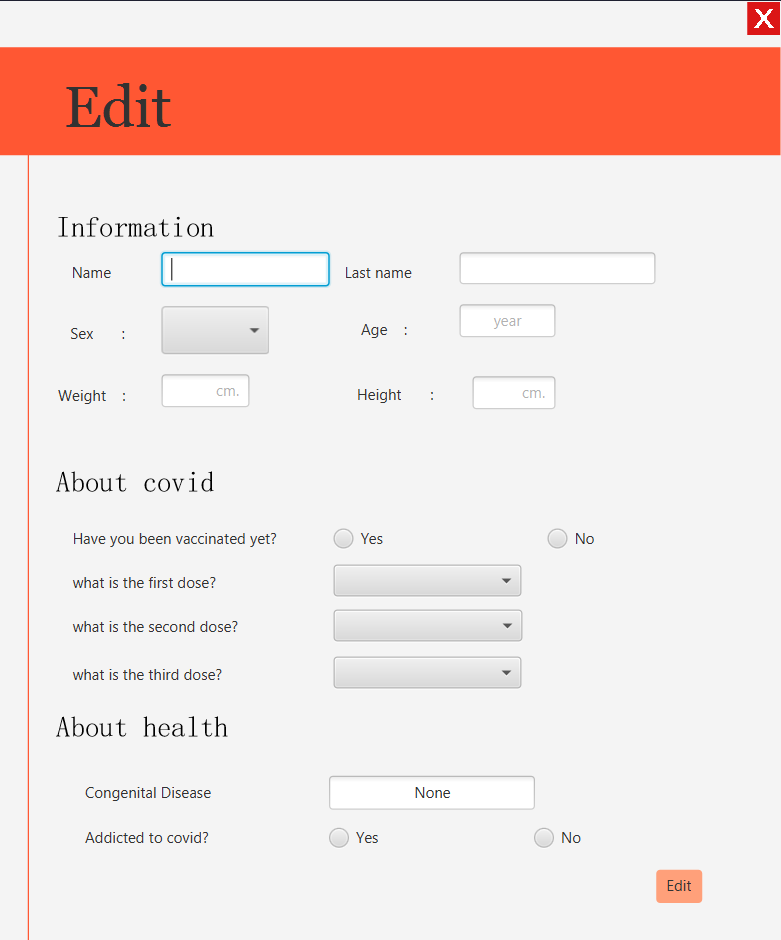 X
Edit
Information
Name Last name
Sex : Age : year
Weight : cm. Height : cm.
About covid
Have you been vaccinated yet? Yes No
what is the first dose?
what is the second dose?
what is the third dose?
About health
Congenital Disease None
Addicted to covid? Yes No
Edit